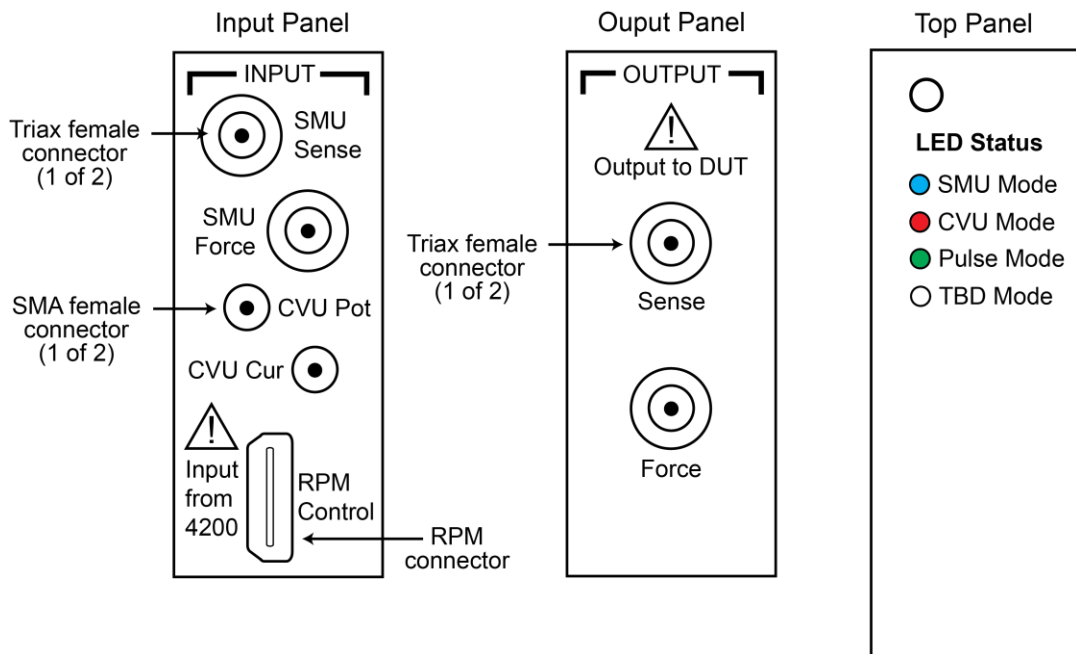 Input Panel
INPUT
SMU
Sense
Triax female
connector
(1 of 2)
SMU
Force
SMA female
connector
(1 of 2)
CVU Pot
CVU Cur
!
Input
from
4200
RPM
Control
RPM
connector
Ouput Panel
OUTPUT
!
Output to DUT
Triax female
connector
(1 of 2)
Sense
Force
Top Panel
LED Status
SMU Mode
CVU Mode
Pulse Mode
TBD Mode